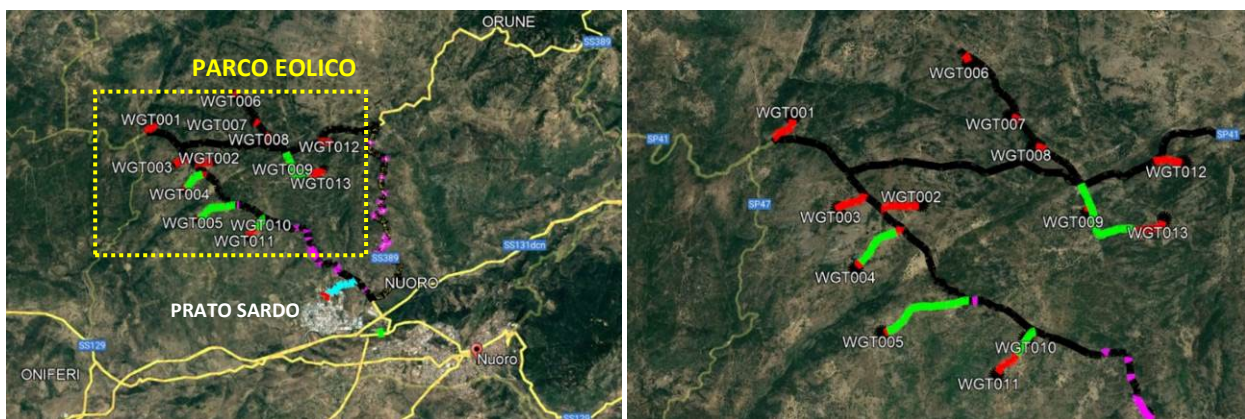 ORUNE
SS389
PARCO EOLICO
WGT006
WGT001
WGT007
WGT008
WGT012
WGT003
WGT002
WGT009
WGT013
WGT004
WGT005
WGT010
WGT011
SS389
SS131dcn
NUORO
PRATO SARDO
SS129
Nuoro
ONIFERI
SS129
WGT006
WGT001
SP41
WGT007
SP41
WGT008
WGT012
SP47
WGT003
WGT002
WGT009
WGT013
WGT004
WGT005
WGT010
WGT011